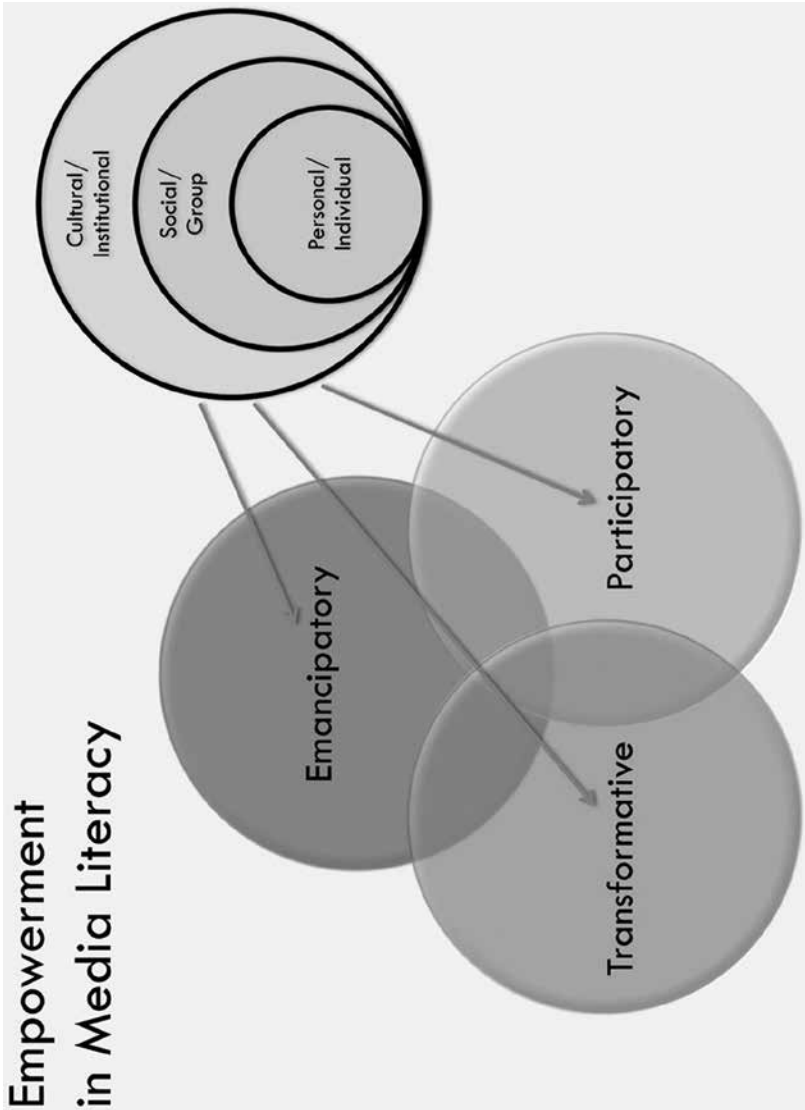 Empowerment
in Media Literacy
Cultural/
Institutional
Social/
Group
Personal/
Individual
Emancipatory
Transformative
Participatory